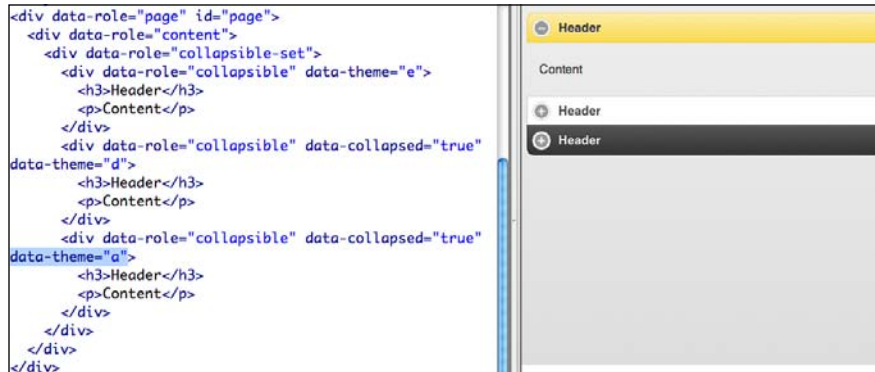 <div data-role="page" id="page">
<div data-role="content">
<div data-role="collapsible-set">
<div data-role="collapsible" data-theme="e">
<h3>Header</h3>
<p>Content</p>
</div>
<div data-role="collapsible" data-collapsed="true"
data-theme="d">
<h3>Header</h3>
<p>Content</p>
</div>
<div data-role="collapsible" data-collapsed="true"
data-theme="a">
<h3>Header</h3>
<p>Content</p>
</div>
</div>
</div>
</div>
Header
Content
Header
Header